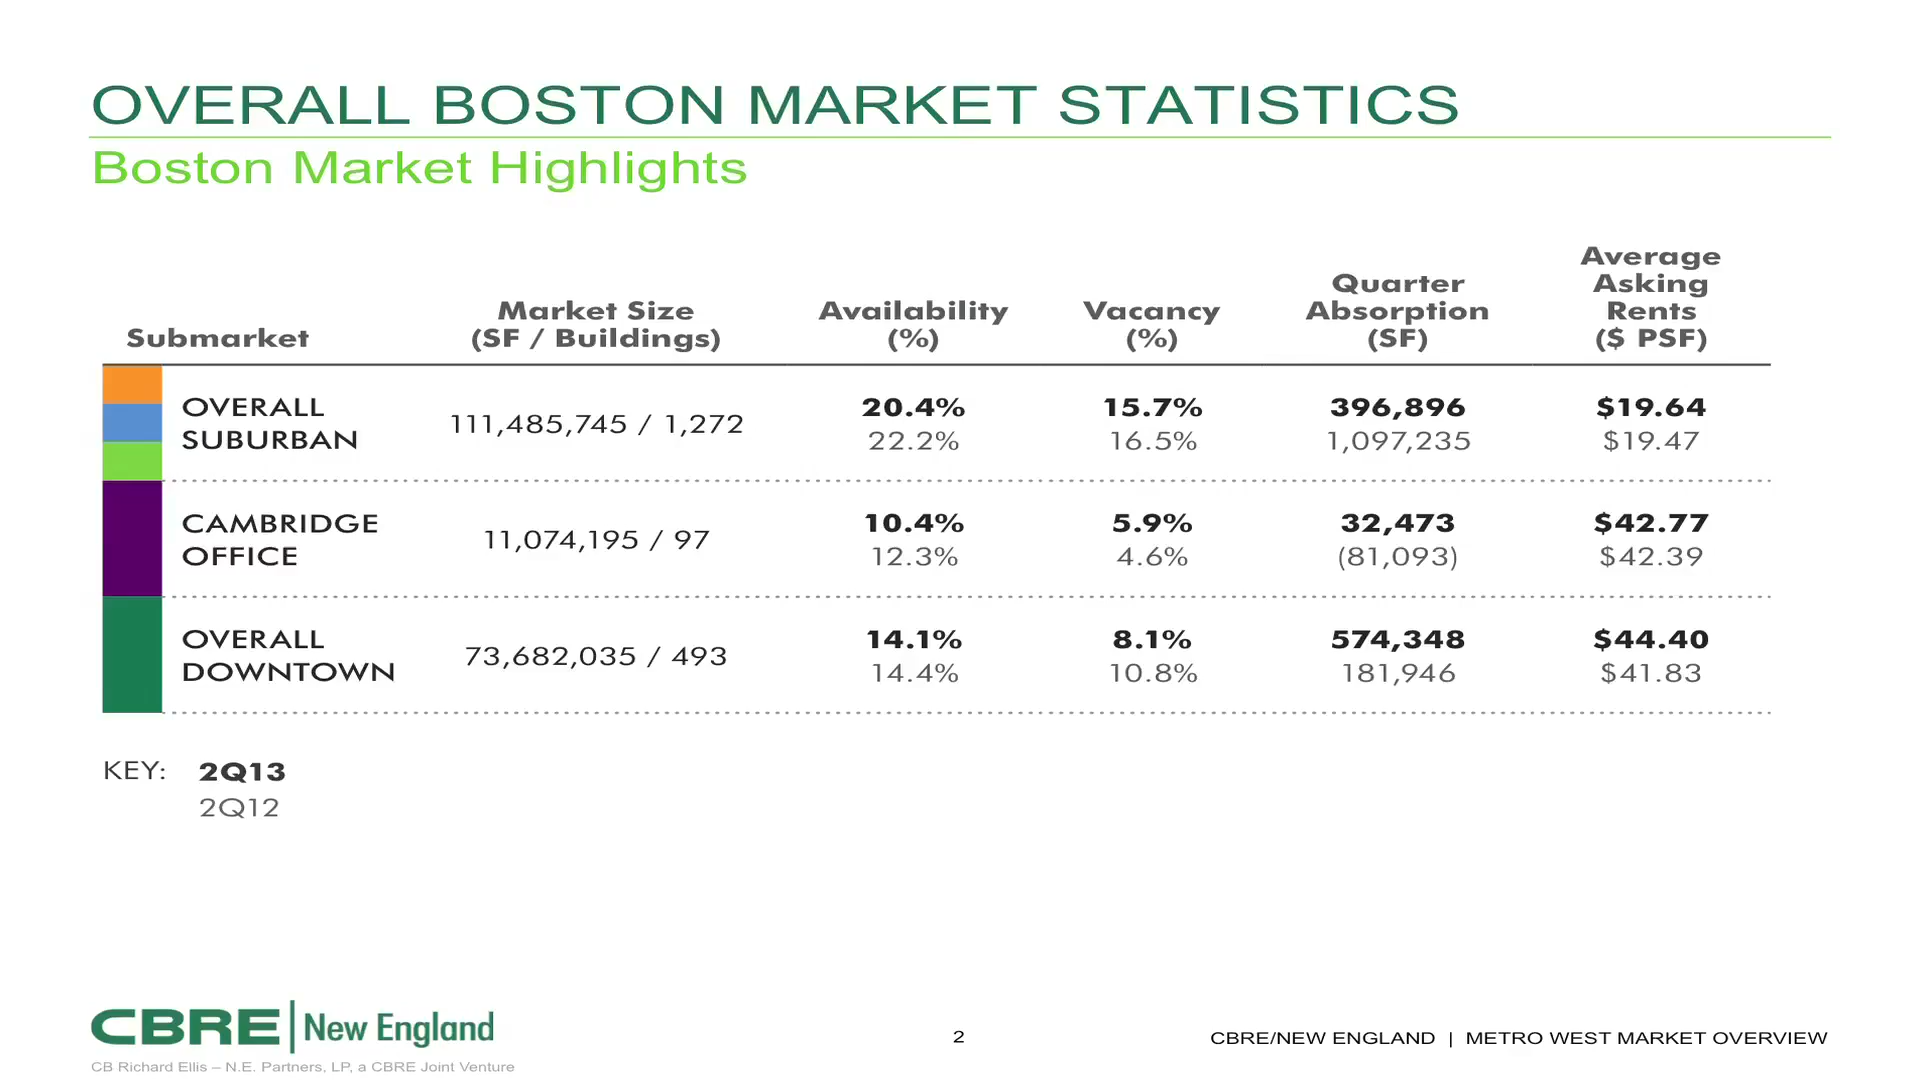 OVERALL BOSTON MARKET STATISTICS
Boston Market Highlights
Submarket
Market Size
(SF / Buildings)
Availability
(%)
Vacancy
(%)
Quarter
Absorption
(SF)
Average
Asking
Rents
($ PSF)
OVERALL
SUBURBAN
111,485,745 / 1,272
20.4%
22.2%
15.7%
16.5%
396,896
1,097,235
$19.64
$19.47
CAMBRIDGE
OFFICE
11,074,195 / 97
10.4%
12.3%
5.9%
4.6%
32,473
(81,093)
$42.77
$42.39
OVERALL
DOWNTOWN
73,682,035 / 493
14.1%
14.4%
8.1%
10.8%
574,348
181,946
$44.40
$41.83
KEY: 2Q13
2Q12
CBRE New England
CB Richard Ellis – N.E. Partners, LP, a CBRE Joint Venture
2
CBRE/NEW ENGLAND | METRO WEST MARKET OVERVIEW